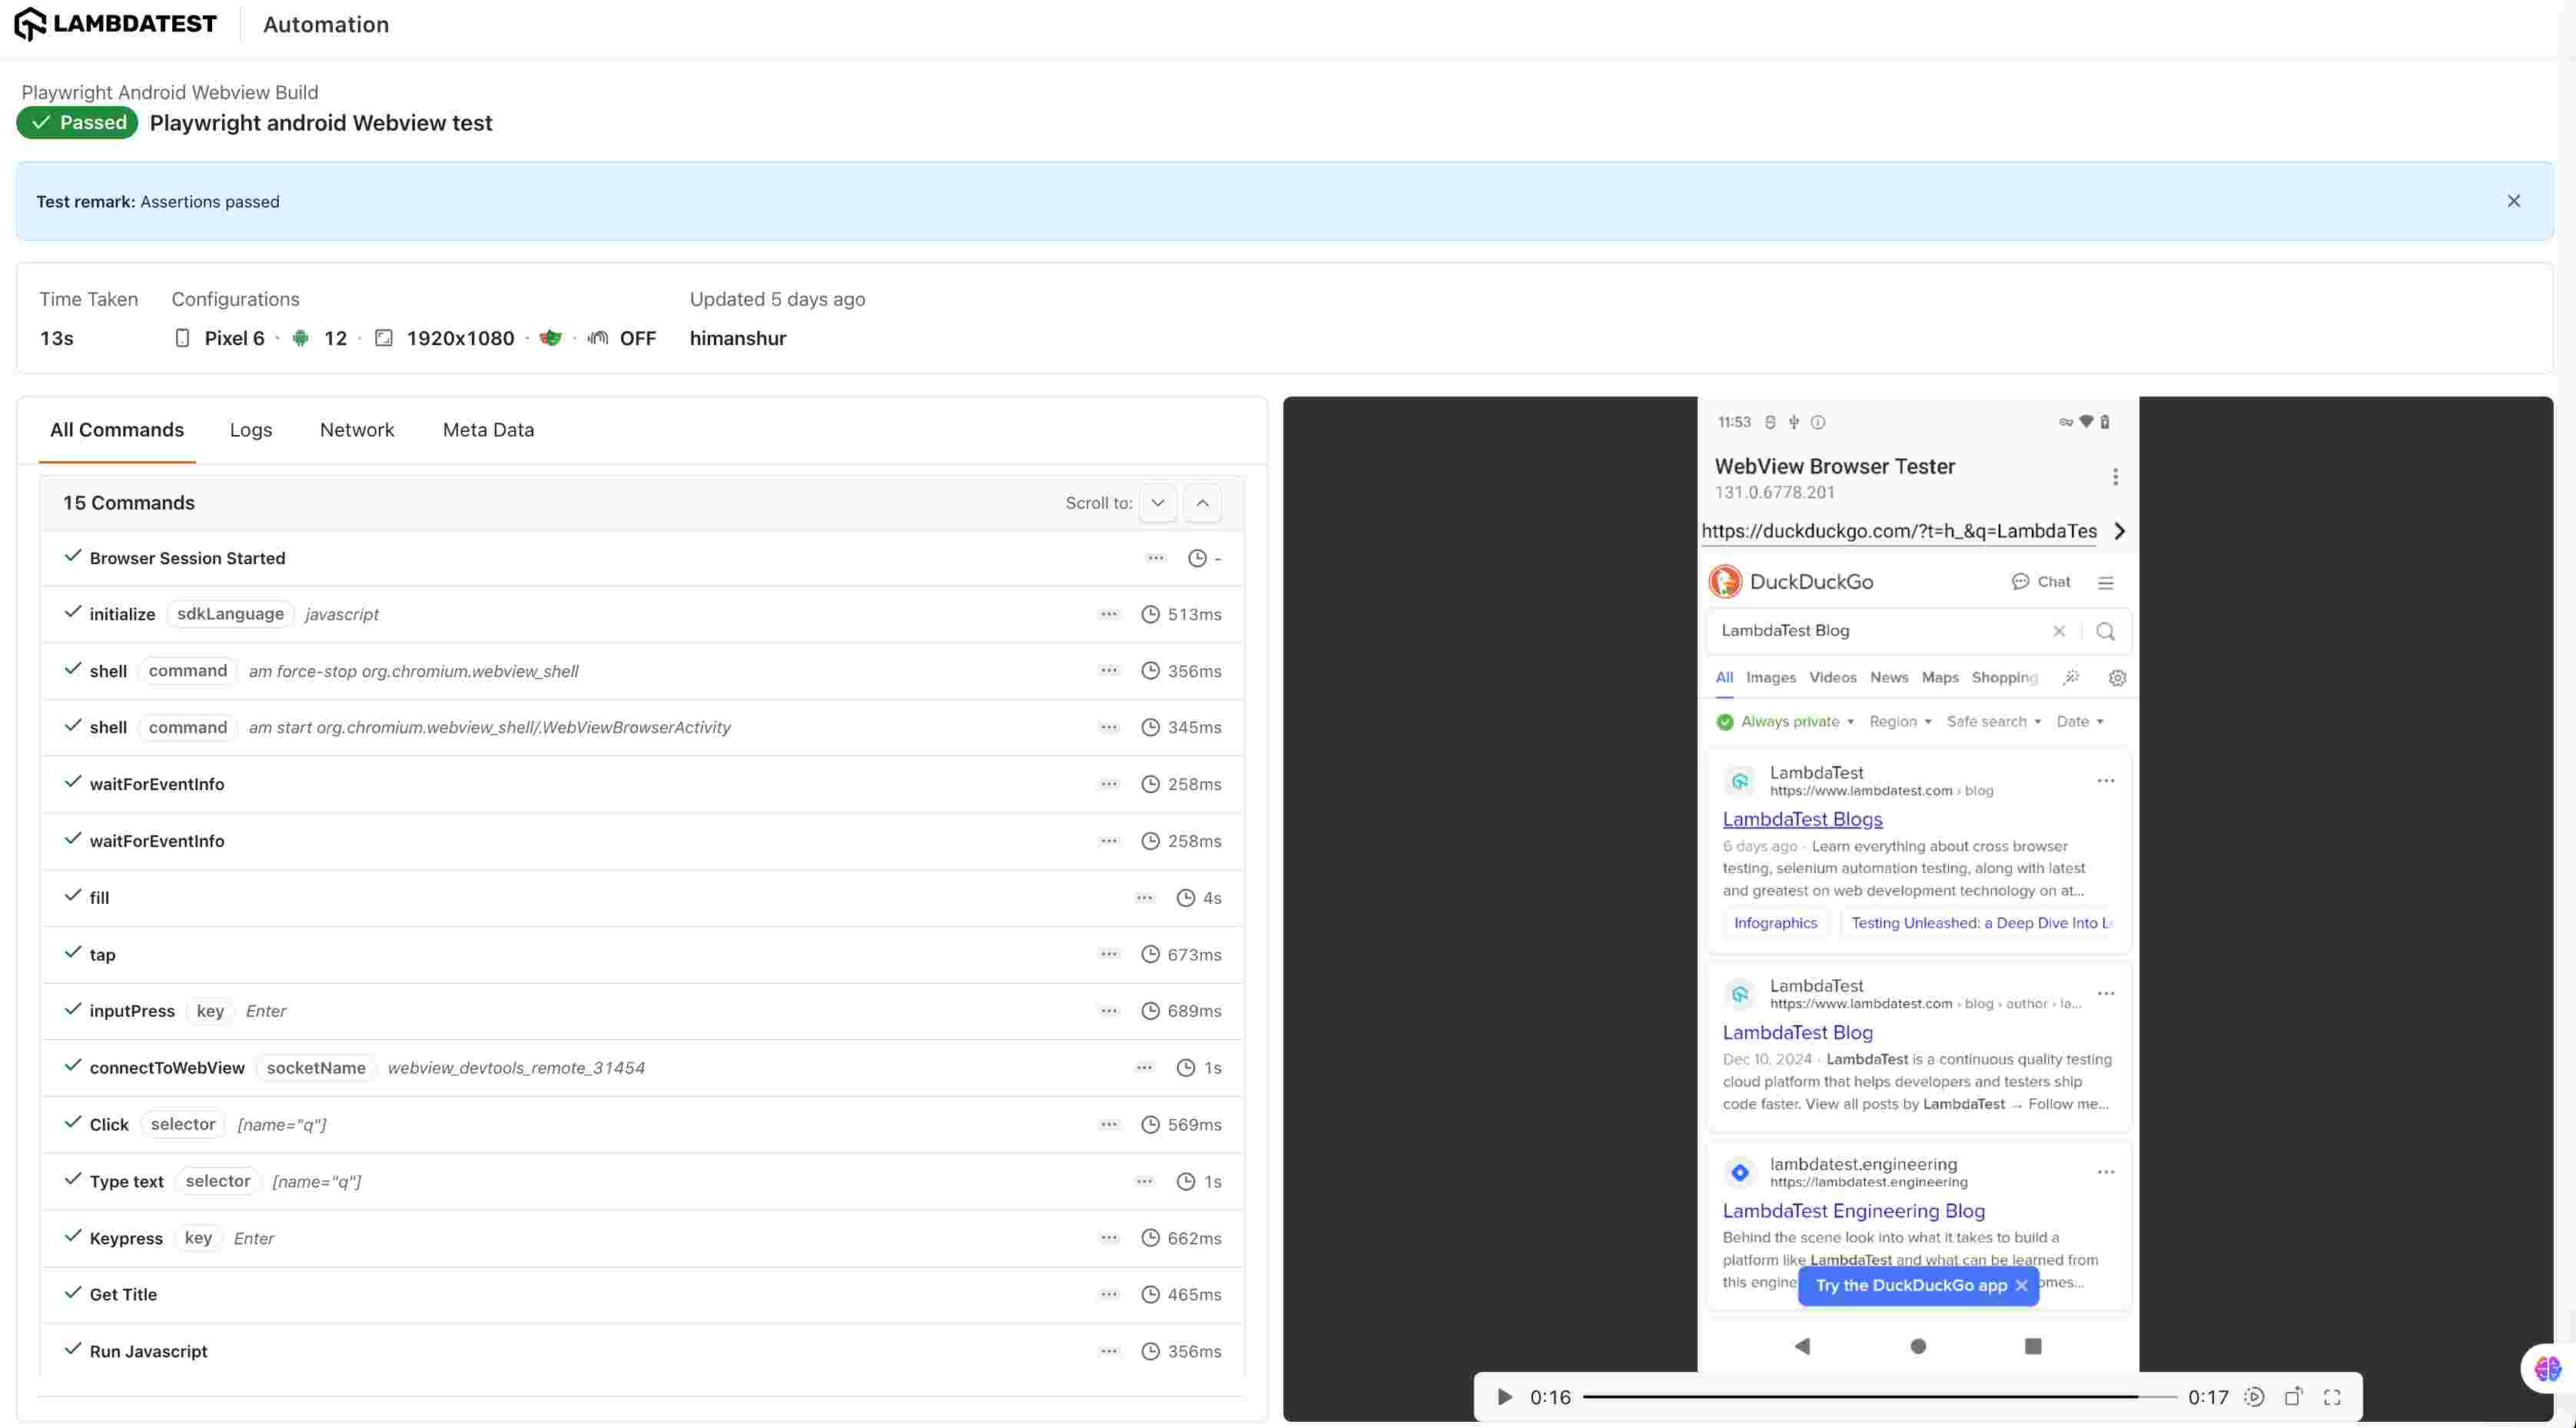 LAMBDATEST
Automation
Playwright Android Webview Build
Passed Playwright android Webview test
Test remark: Assertions passed
Time Taken Configurations Updated 5 days ago
13s Pixel 6 · 12 · 1920x1080 · · OFF himanshur
All Commands Logs Network Meta Data
15 Commands Scroll to:
Browser Session Started ··· -
initialize sdkLanguage javascript ··· 513ms
shell command am force-stop org.chromium.webview_shell ··· 356ms
shell command am start org.chromium.webview_shell/.WebViewBrowserActivity ··· 345ms
waitForEventInfo ··· 258ms
waitForEventInfo ··· 258ms
fill ··· 4s
tap ··· 673ms
inputPress key Enter ··· 689ms
connectToWebView socketName webview_devtools_remote_31454 ··· 1s
Click selector [name="q"] ··· 569ms
Type text selector [name="q"] ··· 1s
Keypress key Enter ··· 662ms
Get Title ··· 465ms
Run Javascript ··· 356ms
11:53
WebView Browser Tester
131.0.6778.201
https://duckduckgo.com/?t=h_&q=LambdaTes
DuckDuckGo Chat
LambdaTest Blog
All Images Videos News Maps Shopping
Always private Region Safe search Date
LambdaTest
https://www.lambdatest.com › blog
LambdaTest Blogs
6 days ago · Learn everything about cross browser
testing, selenium automation testing, along with latest
and greatest on web development technology on at...
Infographics Testing Unleashed: a Deep Dive Into L
LambdaTest
https://www.lambdatest.com › blog › author › la...
LambdaTest Blog
Dec 10, 2024 · LambdaTest is a continuous quality testing
cloud platform that helps developers and testers ship
code faster. View all posts by LambdaTest → Follow me...
lambdatest.engineering
https://lambdatest.engineering
LambdaTest Engineering Blog
Behind the scene look into what it takes to build a
platform like LambdaTest and what can be learned from
this engine omes...
Try the DuckDuckGo app
0:16 0:17